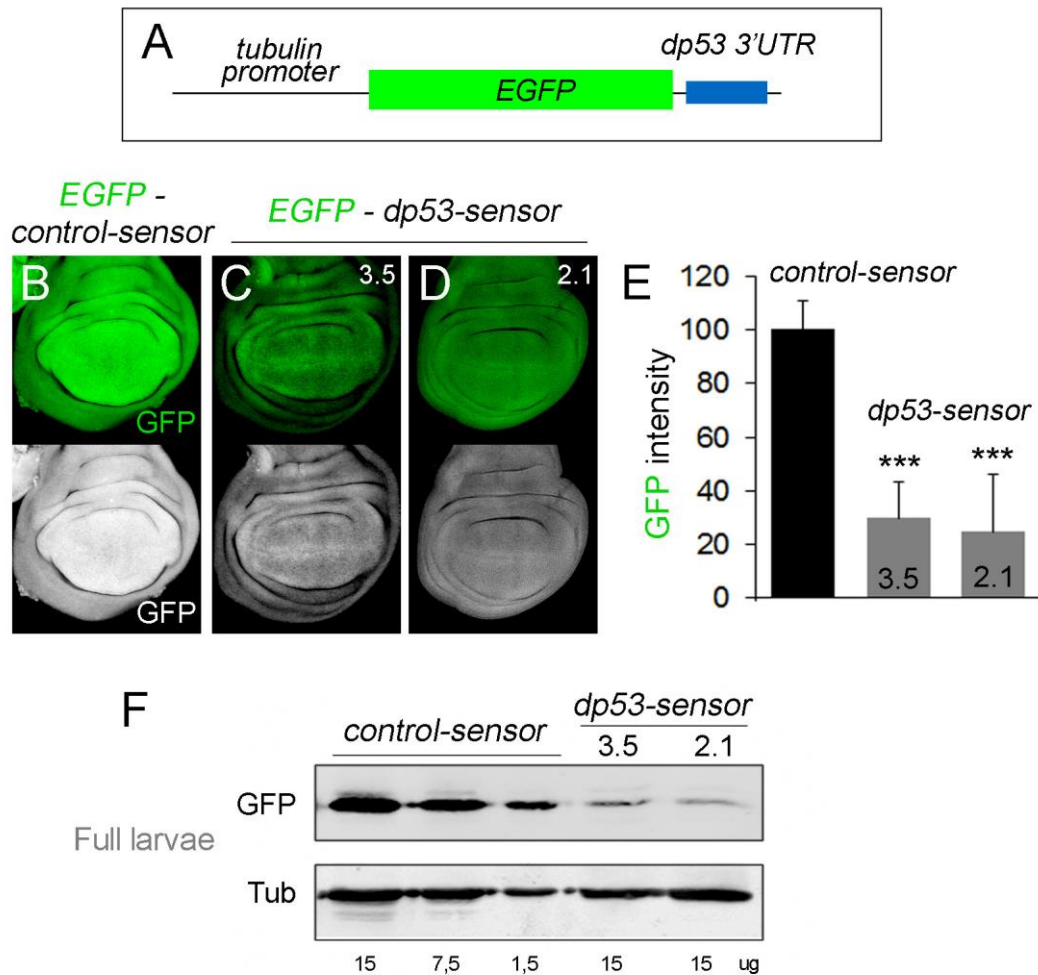 A
tubulin
promoter
EGFP
dp53 3'UTR
EGFP -
control-sensor
EGFP - dp53-sensor
B
GFP
GFP
C
3.5
D
2.1
E
GFP intensity
120
100
80
60
40
20
0
control-sensor
dp53-sensor
*** ***
3.5 2.1
F
control-sensor
dp53-sensor
3.5 2.1
Full larvae
GFP
Tub
15 7,5 1,5 15 15 ug